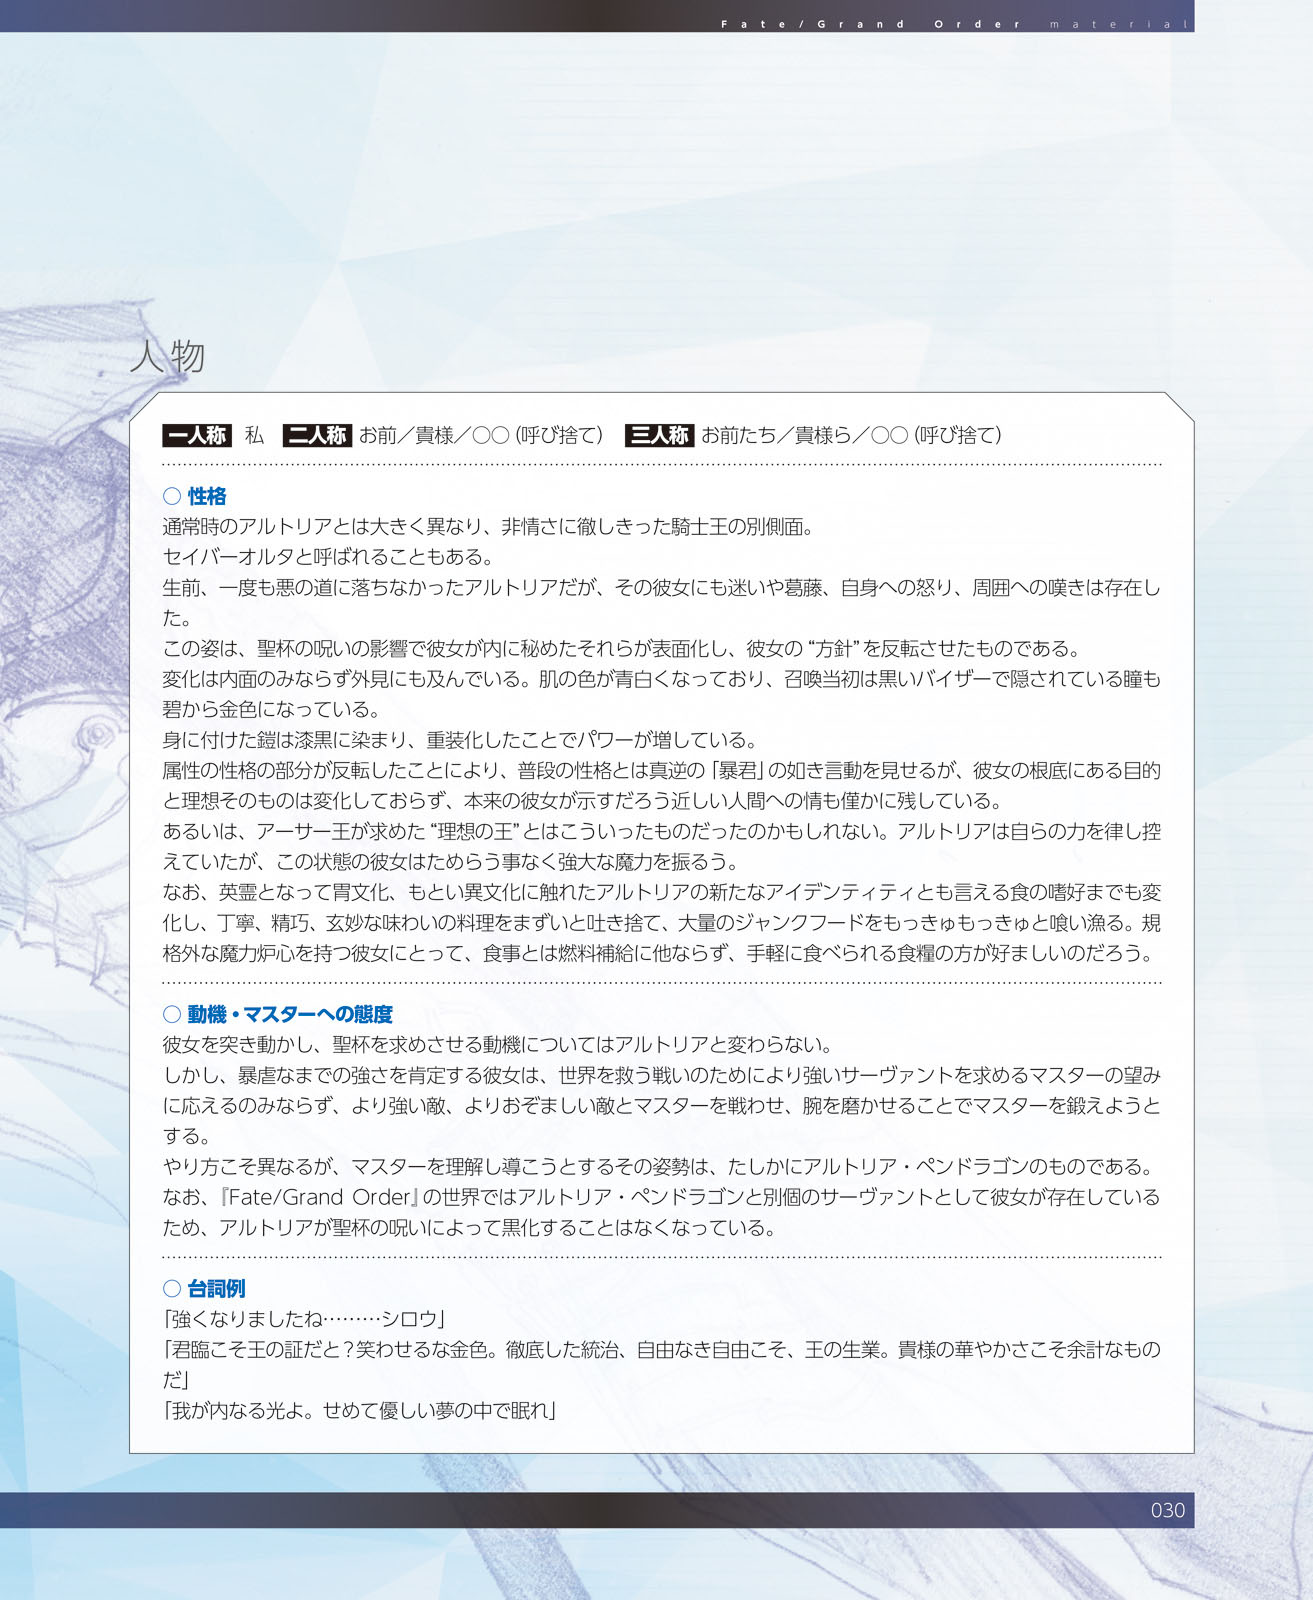 Fate/Grand Order material
人物
一人称 私 二人称 お前／貴様／○○（呼び捨て） 三人称 お前たち／貴様ら／○○（呼び捨て）
○ 性格
通常時のアルトリアとは大きく異なり、非情さに徹しきった騎士王の別側面。
セイバーオルタと呼ばれることもある。
生前、一度も悪の道に落ちなかったアルトリアだが、その彼女にも迷いや葛藤、自身への怒り、周囲への嘆きは存在し
た。
この姿は、聖杯の呪いの影響で彼女が内に秘めたそれらが表面化し、彼女の“方針”を反転させたものである。
変化は内面のみならず外見にも及んでいる。肌の色が青白くなっており、召喚当初は黒いバイザーで隠されている瞳も
碧から金色になっている。
身に付けた鎧は漆黒に染まり、重装化したことでパワーが増している。
属性の性格の部分が反転したことにより、普段の性格とは真逆の「暴君」の如き言動を見せるが、彼女の根底にある目的
と理想そのものは変化しておらず、本来の彼女が示すだろう近しい人間への情も僅かに残している。
あるいは、アーサー王が求めた“理想の王”とはこういったものだったのかもしれない。アルトリアは自らの力を律し控
えていたが、この状態の彼女はためらう事なく強大な魔力を振るう。
なお、英霊となって胃文化、もとい異文化に触れたアルトリアの新たなアイデンティティとも言える食の嗜好までも変
化し、丁寧、精巧、玄妙な味わいの料理をまずいと吐き捨て、大量のジャンクフードをもっきゅもっきゅと喰い漁る。規
格外な魔力炉心を持つ彼女にとって、食事とは燃料補給に他ならず、手軽に食べられる食糧の方が好ましいのだろう。
○ 動機・マスターへの態度
彼女を突き動かし、聖杯を求めさせる動機についてはアルトリアと変わらない。
しかし、暴虐なまでの強さを肯定する彼女は、世界を救う戦いのためにより強いサーヴァントを求めるマスターの望み
に応えるのみならず、より強い敵、よりおぞましい敵とマスターを戦わせ、腕を磨かせることでマスターを鍛えようと
する。
やり方こそ異なるが、マスターを理解し導こうとするその姿勢は、たしかにアルトリア・ペンドラゴンのものである。
なお、『Fate/Grand Order』の世界ではアルトリア・ペンドラゴンと別個のサーヴァントとして彼女が存在している
ため、アルトリアが聖杯の呪いによって黒化することはなくなっている。
○ 台詞例
「強くなりましたね………シロウ」
「君臨こそ王の証だと？笑わせるな金色。徹底した統治、自由なき自由こそ、王の生業。貴様の華やかさこそ余計なもの
だ」
「我が内なる光よ。せめて優しい夢の中で眠れ」
030